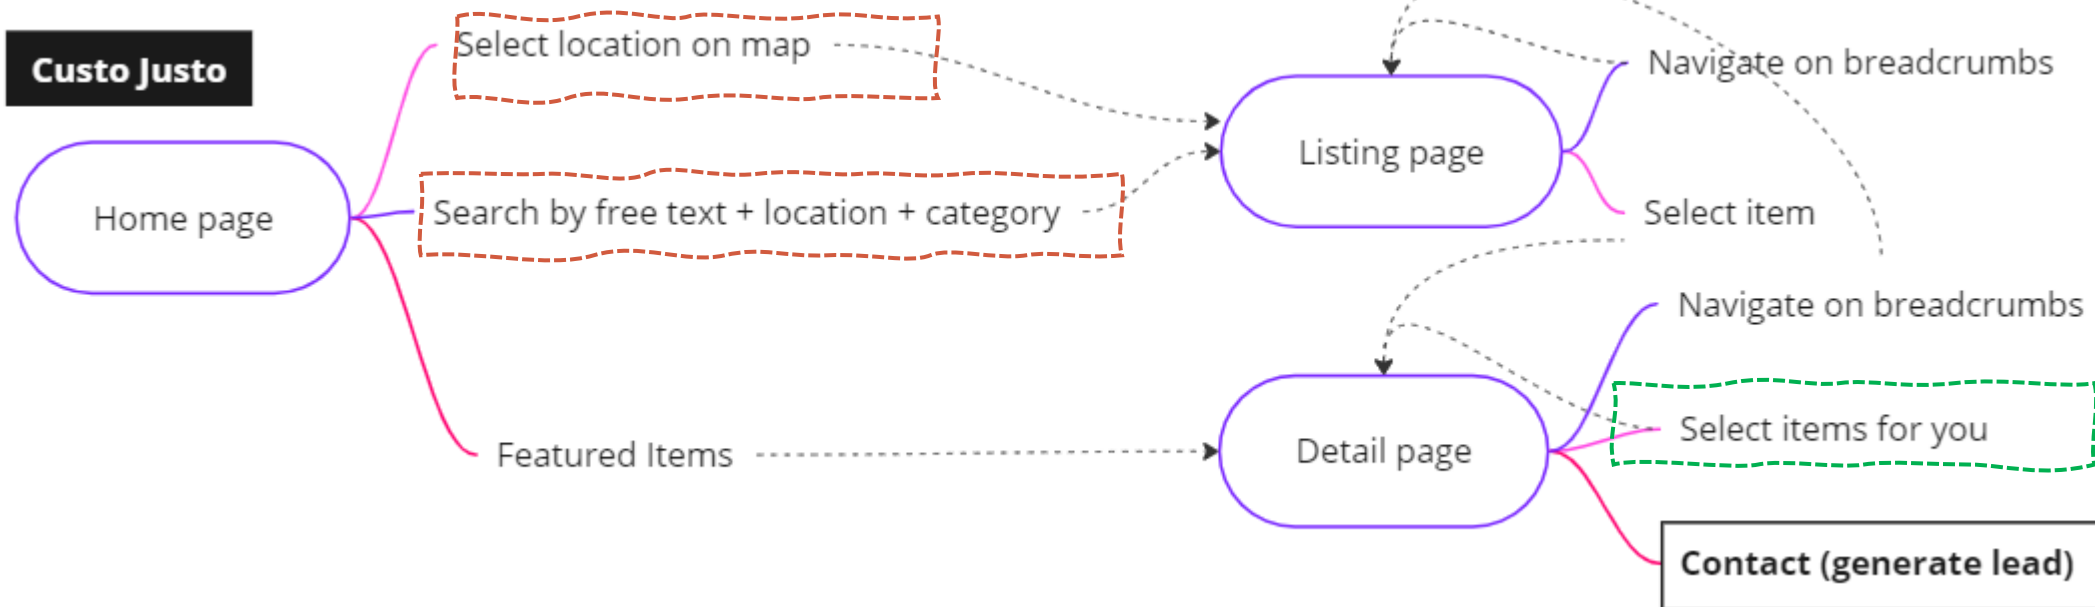 Custo Justo
Home page
Select location on map
Search by free text + location + category
Featured Items
Listing page
Navigate on breadcrumbs
Select item
Detail page
Navigate on breadcrumbs
Select items for you
Contact (generate lead)